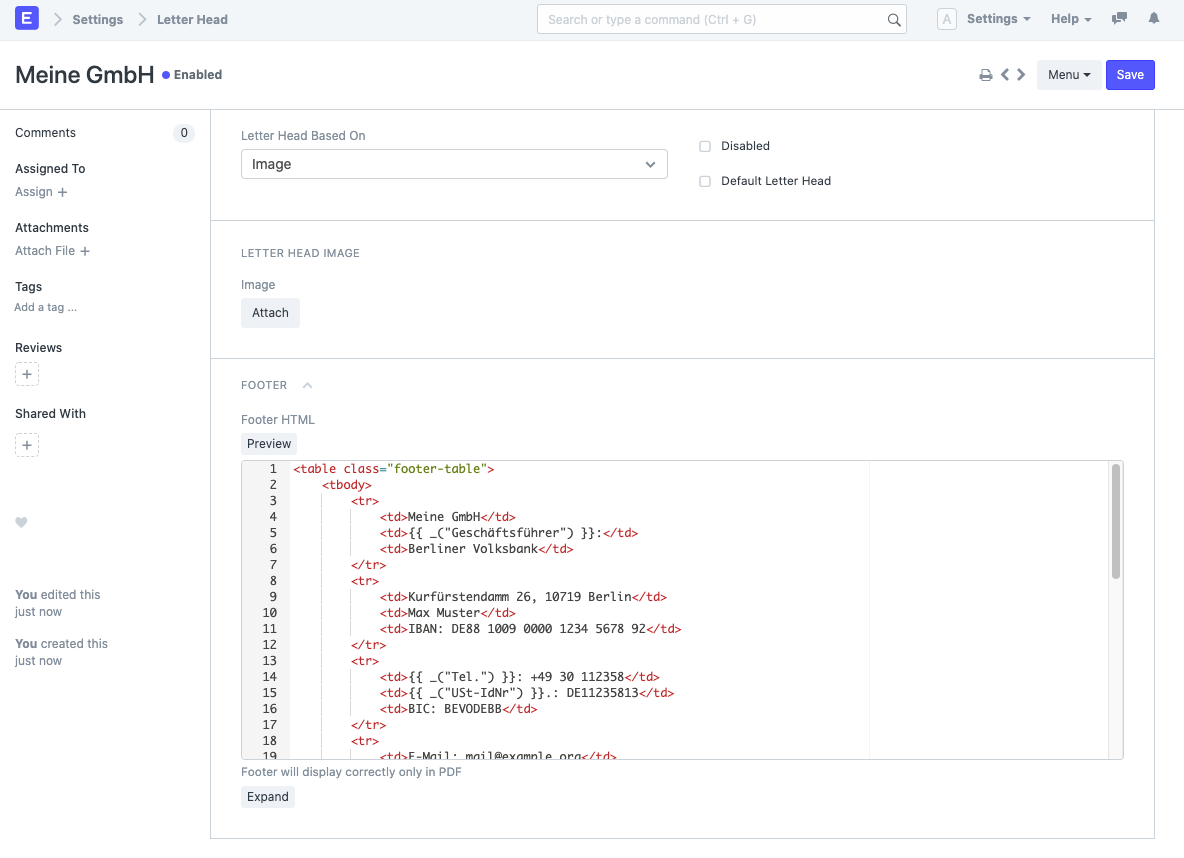 E Settings Letter Head Search or type a command (Ctrl + G) A Settings Help
Meine GmbH Enabled Menu Save
Comments 0
Assigned To
Assign +
Attachments
Attach File +
Tags
Add a tag ...
Reviews
+
Shared With
+
You edited this
just now
You created this
just now
Letter Head Based On
Image
Disabled
Default Letter Head
LETTER HEAD IMAGE
Image
Attach
FOOTER
Footer HTML
Preview
1 <table class="footer-table">
2 <tbody>
3 <tr>
4 <td>Meine GmbH</td>
5 <td>{{ _("Geschäftsführer") }}:</td>
6 <td>Berliner Volksbank</td>
7 </tr>
8 <tr>
9 <td>Kurfürstendamm 26, 10719 Berlin</td>
10 <td>Max Muster</td>
11 <td>IBAN: DE88 1009 0000 1234 5678 92</td>
12 </tr>
13 <tr>
14 <td>{{ _("Tel.") }}: +49 30 112358</td>
15 <td>{{ _("USt-IdNr") }}.: DE11235813</td>
16 <td>BIC: BEVODEBB</td>
17 </tr>
18 <tr>
19 <td>E-Mail: mail@example.org</td>
Footer will display correctly only in PDF
Expand